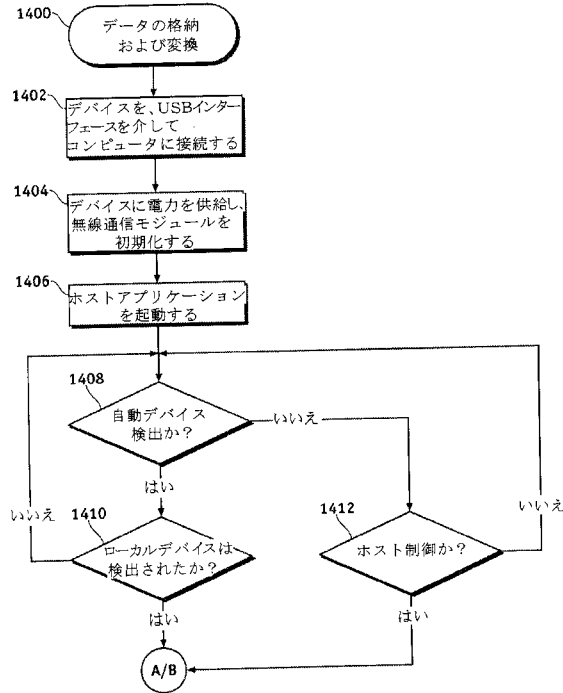 1400
データの格納
および変換
1402
デバイスを、USBインター
フェースを介して
コンピュータに接続する
1404
デバイスに電力を供給し、
無線通信モジュールを
初期化する
1406
ホストアプリケーション
を起動する
1408
自動デバイス
検出か?
いいえ
はい
いいえ
1410
ローカルデバイスは
検出されたか?
1412
ホスト制御か?
いいえ
はい
はい
A/B